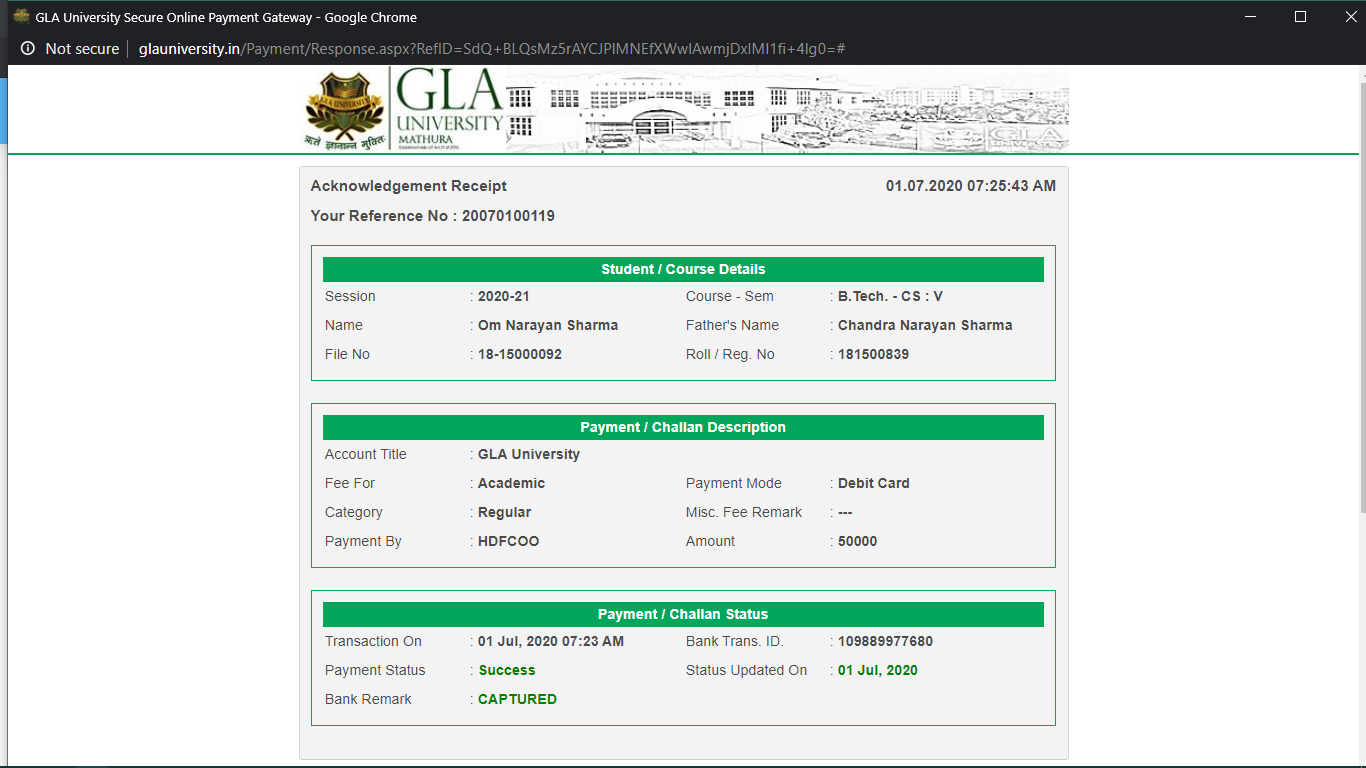 GLA University Secure Online Payment Gateway - Google Chrome
Not secure glauniversity.in/Payment/Response.aspx?RefID=SdQ+BLQsMz5rAYCJPIMNEfXWwIAwmjDxIMI1fi+4Ig0=#
GLA UNIVERSITY
GLA
UNIVERSITY
MATHURA
GLA
Acknowledgement Receipt 01.07.2020 07:25:43 AM
Your Reference No : 20070100119
Student / Course Details
Session : 2020-21 Course - Sem : B.Tech. - CS : V
Name : Om Narayan Sharma Father's Name : Chandra Narayan Sharma
File No : 18-15000092 Roll / Reg. No : 181500839
Payment / Challan Description
Account Title : GLA University
Fee For : Academic Payment Mode : Debit Card
Category : Regular Misc. Fee Remark : ---
Payment By : HDFCOO Amount : 50000
Payment / Challan Status
Transaction On : 01 Jul, 2020 07:23 AM Bank Trans. ID. : 109889977680
Payment Status : Success Status Updated On : 01 Jul, 2020
Bank Remark : CAPTURED